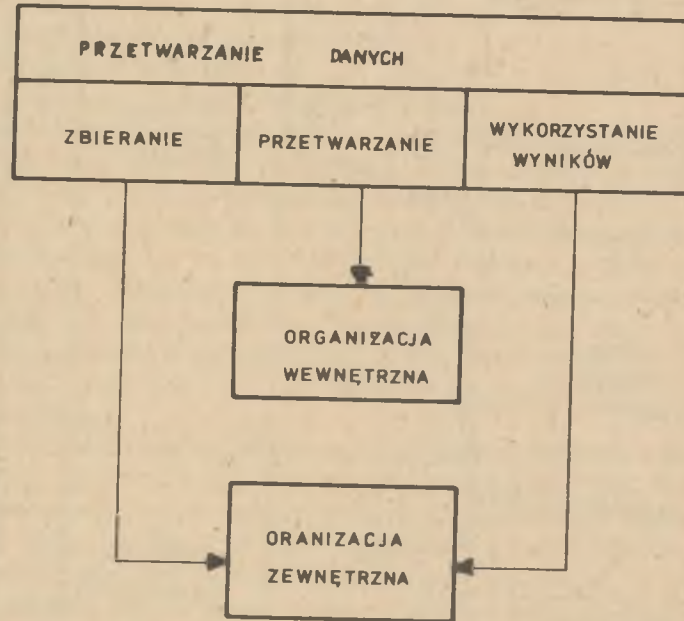 PRZETWARZANIE DANYCH
ZBIERANIE
PRZETWARZANIE
WYKORZYSTANIE
WYNIKÓW
ORGANIZACJA
WEWNĘTRZNA
ORANIZACJA
ZEWNĘTRZNA